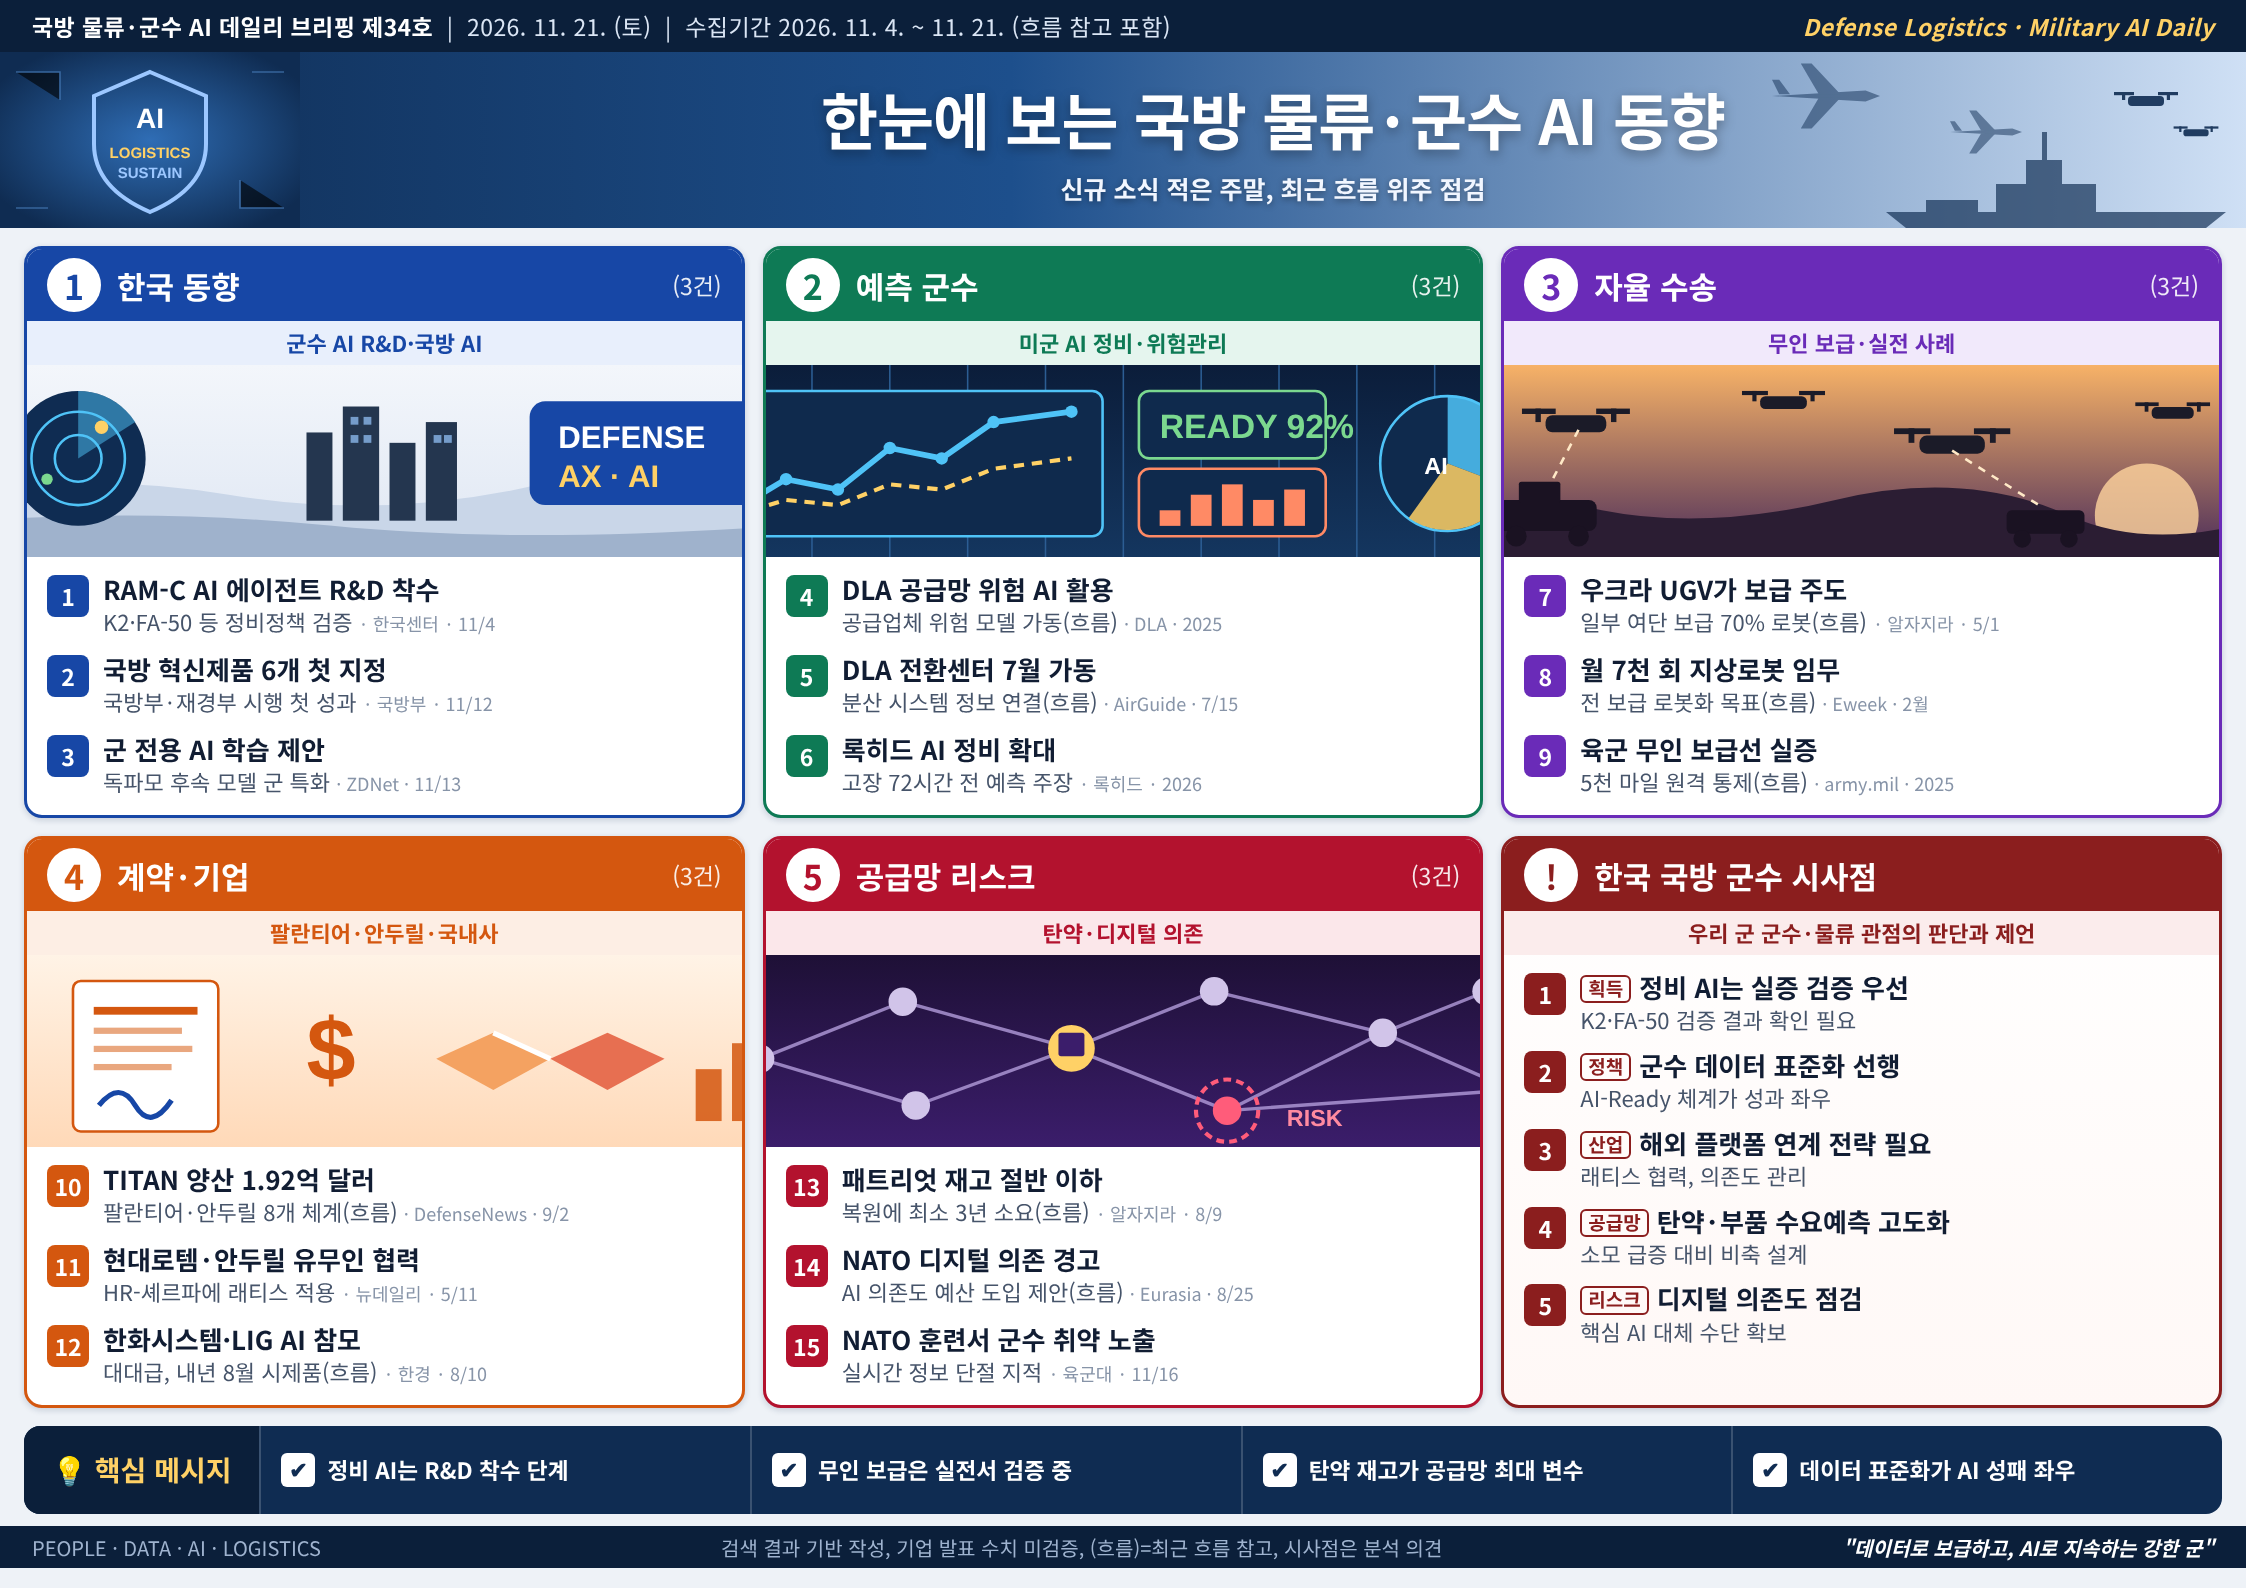 국방 물류·군수 AI 데일리 브리핑 제34호 | 2026. 11. 21. (토) | 수집기간 2026. 11. 4. ~ 11. 21. (흐름 참고 포함)
Defense Logistics · Military AI Daily
AI
LOGISTICS
SUSTAIN
한눈에 보는 국방 물류·군수 AI 동향
신규 소식 적은 주말, 최근 흐름 위주 점검
1 한국 동향 (3건)
군수 AI R&D·국방 AI
DEFENSE
AX · AI
1 RAM-C AI 에이전트 R&D 착수
K2·FA-50 등 정비정책 검증 · 한국센터 · 11/4
2 국방 혁신제품 6개 첫 지정
국방부·재경부 시행 첫 성과 · 국방부 · 11/12
3 군 전용 AI 학습 제안
독파모 후속 모델 군 특화 · ZDNet · 11/13
2 예측 군수 (3건)
미군 AI 정비·위험관리
READY 92%
AI
4 DLA 공급망 위험 AI 활용
공급업체 위험 모델 가동(흐름) · DLA · 2025
5 DLA 전환센터 7월 가동
분산 시스템 정보 연결(흐름) · AirGuide · 7/15
6 록히드 AI 정비 확대
고장 72시간 전 예측 주장 · 록히드 · 2026
3 자율 수송 (3건)
무인 보급·실전 사례
7 우크라 UGV가 보급 주도
일부 여단 보급 70% 로봇(흐름) · 알자지라 · 5/1
8 월 7천 회 지상로봇 임무
전 보급 로봇화 목표(흐름) · Eweek · 2월
9 육군 무인 보급선 실증
5천 마일 원격 통제(흐름) · army.mil · 2025
4 계약·기업 (3건)
팔란티어·안두릴·국내사
$
10 TITAN 양산 1.92억 달러
팔란티어·안두릴 8개 체계(흐름) · DefenseNews · 9/2
11 현대로템·안두릴 유무인 협력
HR-셰르파에 래티스 적용 · 뉴데일리 · 5/11
12 한화시스템·LIG AI 참모
대대급, 내년 8월 시제품(흐름) · 한경 · 8/10
5 공급망 리스크 (3건)
탄약·디지털 의존
RISK
13 패트리엇 재고 절반 이하
복원에 최소 3년 소요(흐름) · 알자지라 · 8/9
14 NATO 디지털 의존 경고
AI 의존도 예산 도입 제안(흐름) · Eurasia · 8/25
15 NATO 훈련서 군수 취약 노출
실시간 정보 단절 지적 · 육군대 · 11/16
! 한국 국방 군수 시사점
우리 군 군수·물류 관점의 판단과 제언
1 획득 정비 AI는 실증 검증 우선
K2·FA-50 검증 결과 확인 필요
2 정책 군수 데이터 표준화 선행
AI-Ready 체계가 성과 좌우
3 산업 해외 플랫폼 연계 전략 필요
래티스 협력, 의존도 관리
4 공급망 탄약·부품 수요예측 고도화
소모 급증 대비 비축 설계
5 리스크 디지털 의존도 점검
핵심 AI 대체 수단 확보
💡 핵심 메시지
✔ 정비 AI는 R&D 착수 단계
✔ 무인 보급은 실전서 검증 중
✔ 탄약 재고가 공급망 최대 변수
✔ 데이터 표준화가 AI 성패 좌우
PEOPLE · DATA · AI · LOGISTICS
검색 결과 기반 작성, 기업 발표 수치 미검증, (흐름)=최근 흐름 참고, 시사점은 분석 의견
"데이터로 보급하고, AI로 지속하는 강한 군"